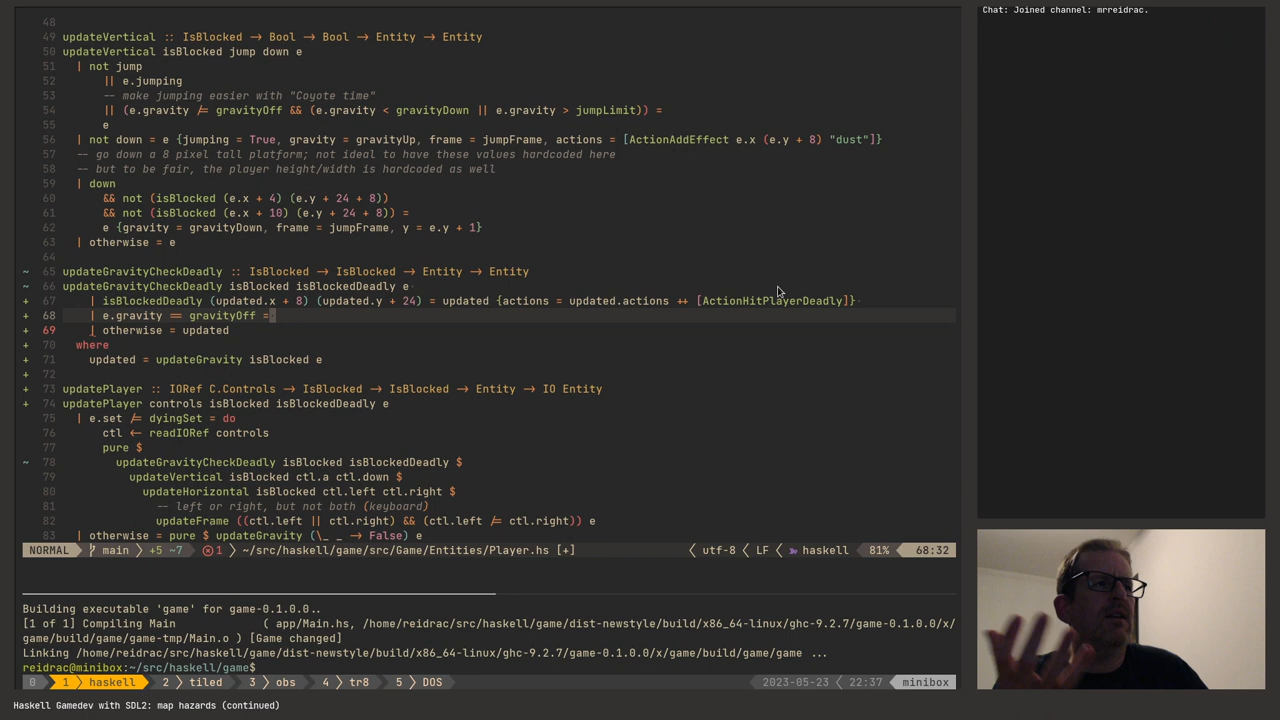 Chat: Joined channel: mrreidrac.
48
49 updateVertical :: IsBlocked -> Bool -> Bool -> Entity -> Entity
50 updateVertical isBlocked jump down e
51 | not jump
52 || e.jumping
53 -- make jumping easier with "Coyote time"
54 || (e.gravity /= gravityOff && (e.gravity < gravityDown || e.gravity > jumpLimit)) =
55 e
56 | not down = e {jumping = True, gravity = gravityUp, frame = jumpFrame, actions = [ActionAddEffect e.x (e.y + 8) "dust"]}
57 -- go down a 8 pixel tall platform; not ideal to have these values hardcoded here
58 -- but to be fair, the player height/width is hardcoded as well
59 | down
60 && not (isBlocked (e.x + 4) (e.y + 24 + 8))
61 && not (isBlocked (e.x + 10) (e.y + 24 + 8)) =
62 e {gravity = gravityDown, frame = jumpFrame, y = e.y + 1}
63 | otherwise = e
64
~ 65 updateGravityCheckDeadly :: IsBlocked -> IsBlocked -> Entity -> Entity
~ 66 updateGravityCheckDeadly isBlocked isBlockedDeadly e
+ 67 | isBlockedDeadly (updated.x + 8) (updated.y + 24) = updated {actions = updated.actions ++ [ActionHitPlayerDeadly]}
+ 68 | e.gravity == gravityOff =
+ 69 | otherwise = updated
+ 70 where
+ 71 updated = updateGravity isBlocked e
+ 72
+ 73 updatePlayer :: IORef C.Controls -> IsBlocked -> IsBlocked -> Entity -> IO Entity
+ 74 updatePlayer controls isBlocked isBlockedDeadly e
75 | e.set /= dyingSet = do
76 ctl <- readIORef controls
77 pure $
~ 78 updateGravityCheckDeadly isBlocked isBlockedDeadly $
79 updateVertical isBlocked ctl.a ctl.down $
80 updateHorizontal isBlocked ctl.left ctl.right $
81 -- left or right, but not both (keyboard)
82 updateFrame ((ctl.left || ctl.right) && (ctl.left /= ctl.right)) e
83 | otherwise = pure $ updateGravity (\_ _ -> False) e
NORMAL main +5 ~7 1 ~/src/haskell/game/src/Game/Entities/Player.hs [+] utf-8 LF haskell 81% 68:32
Building executable 'game' for game-0.1.0.0..
[1 of 1] Compiling Main ( app/Main.hs, /home/reidrac/src/haskell/game/dist-newstyle/build/x86_64-linux/ghc-9.2.7/game-0.1.0.0/x/
game/build/game/game-tmp/Main.o ) [Game changed]
Linking /home/reidrac/src/haskell/game/dist-newstyle/build/x86_64-linux/ghc-9.2.7/game-0.1.0.0/x/game/build/game/game ...
reidrac@minibox:~/src/haskell/game$
0 1 haskell 2 tiled 3 obs 4 tr8 5 DOS 2023-05-23 22:37 minibox
Haskell Gamedev with SDL2: map hazards (continued)